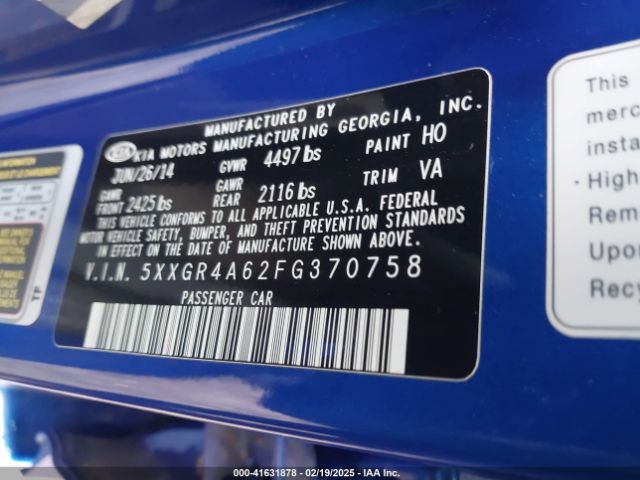 MANUFACTURED BY
KIA KIA MOTORS MANUFACTURING GEORGIA, INC.
JUN/26/14 GVWR 4497 lbs PAINT HO
GAWR FRONT 2425 lbs GAWR REAR 2116 lbs TRIM VA
THIS VEHICLE CONFORMS TO ALL APPLICABLE U.S.A. FEDERAL
MOTOR VEHICLE SAFETY, BUMPER, AND THEFT PREVENTION STANDARDS
IN EFFECT ON THE DATE OF MANUFACTURE SHOWN ABOVE.
V.I.N. 5XXGR4A62FG370758
PASSENGER CAR
TF
This
merc
insta
· High
Rem
Upo
Recy
000-41631878 | 02/19/2025 | IAA Inc.